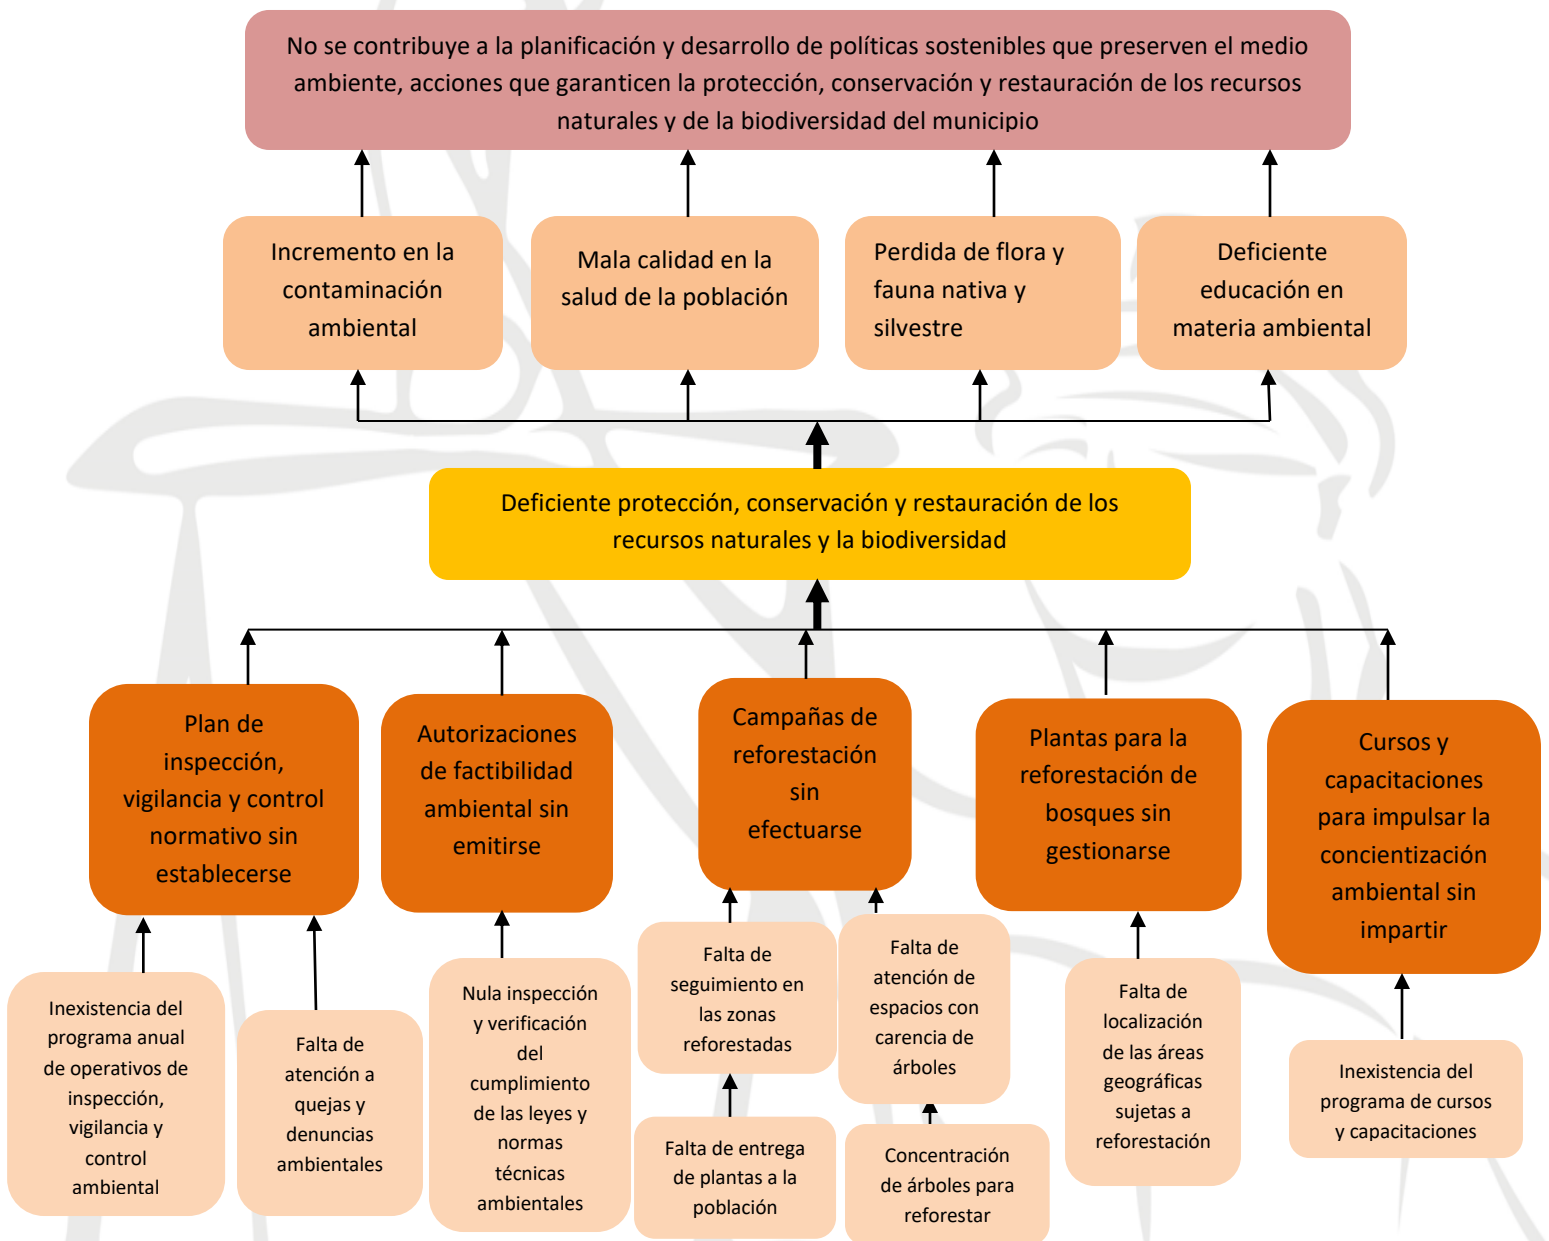 No se contribuye a la planificación y desarrollo de políticas sostenibles que preserven el medio
ambiente, acciones que garanticen la protección, conservación y restauración de los recursos
naturales y de la biodiversidad del municipio
Incremento en la
contaminación
ambiental
Mala calidad en la
salud de la población
Perdida de flora y
fauna nativa y
silvestre
Deficiente
educación en
materia ambiental
Deficiente protección, conservación y restauración de los
recursos naturales y la biodiversidad
Plan de
inspección,
vigilancia y control
normativo sin
establecerse
Autorizaciones
de factibilidad
ambiental sin
emitirse
Campañas de
reforestación
sin
efectuarse
Plantas para la
reforestación de
bosques sin
gestionarse
Cursos y
capacitaciones
para impulsar la
concientización
ambiental sin
impartir
Inexistencia del
programa anual
de operativos de
inspección,
vigilancia y
control
ambiental
Falta de
atención a
quejas y
denuncias
ambientales
Nula inspección
y verificación
del
cumplimiento
de las leyes y
normas
técnicas
ambientales
Falta de
seguimiento en
las zonas
reforestadas
Falta de
atención de
espacios con
carencia de
árboles
Falta de entrega
de plantas a la
población
Concentración
de árboles para
reforestar
Falta de
localización
de las áreas
geográficas
sujetas a
reforestación
Inexistencia del
programa de cursos
y capacitaciones